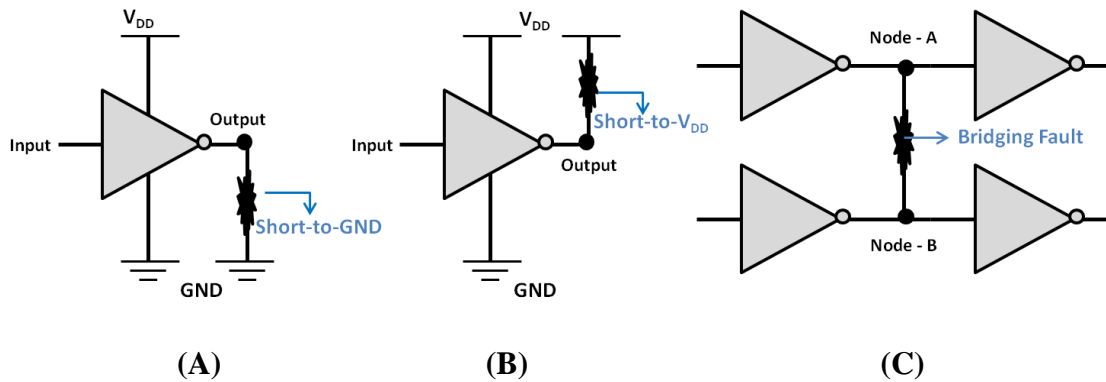 V_DD
Input
Output
Short-to-GND
GND
(A)
V_DD
Short-to-V_DD
Input
Output
GND
(B)
Node - A
Bridging Fault
Node - B
(C)